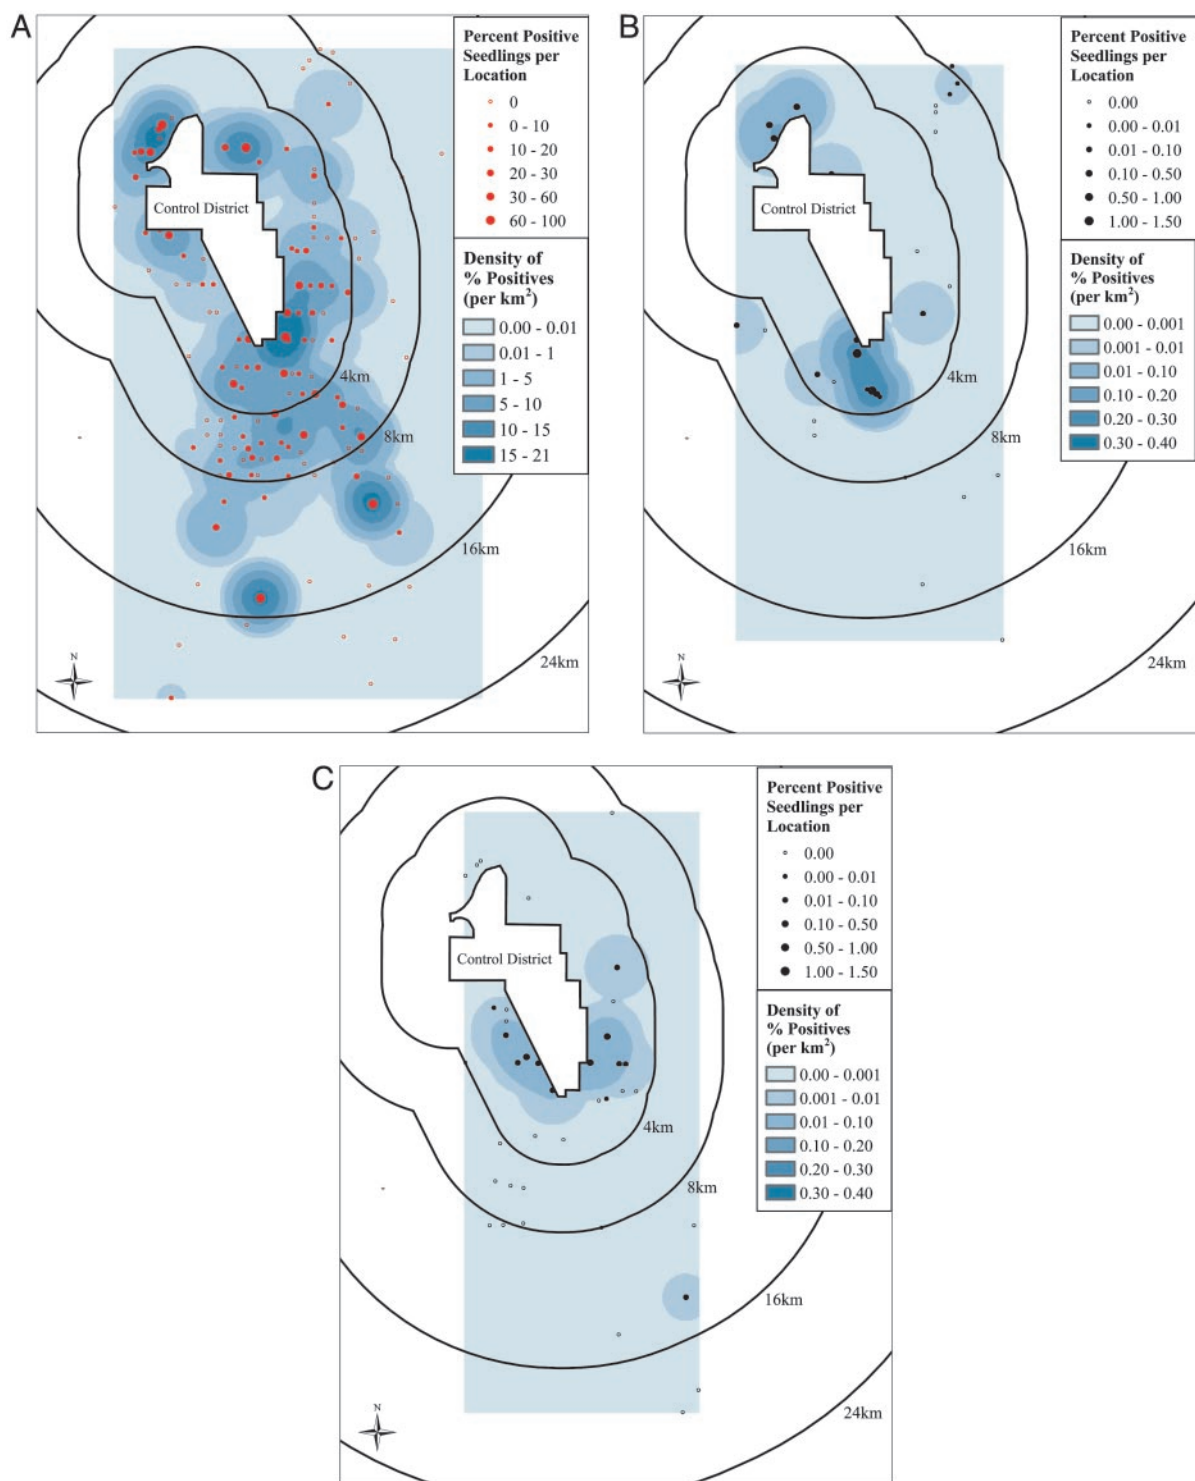 A
Percent Positive
Seedlings per
Location
0
0 - 10
10 - 20
20 - 30
30 - 60
60 - 100
Density of
% Positives
(per km²)
0.00 - 0.01
0.01 - 1
1 - 5
5 - 10
10 - 15
15 - 21
Control District
4km
8km
16km
24km
N
B
Percent Positive
Seedlings per
Location
0.00
0.00 - 0.01
0.01 - 0.10
0.10 - 0.50
0.50 - 1.00
1.00 - 1.50
Density of
% Positives
(per km²)
0.00 - 0.001
0.001 - 0.01
0.01 - 0.10
0.10 - 0.20
0.20 - 0.30
0.30 - 0.40
Control District
4km
8km
16km
24km
N
C
Percent Positive
Seedlings per
Location
0.00
0.00 - 0.01
0.01 - 0.10
0.10 - 0.50
0.50 - 1.00
1.00 - 1.50
Density of
% Positives
(per km²)
0.00 - 0.001
0.001 - 0.01
0.01 - 0.10
0.10 - 0.20
0.20 - 0.30
0.30 - 0.40
Control District
4km
8km
16km
24km
N